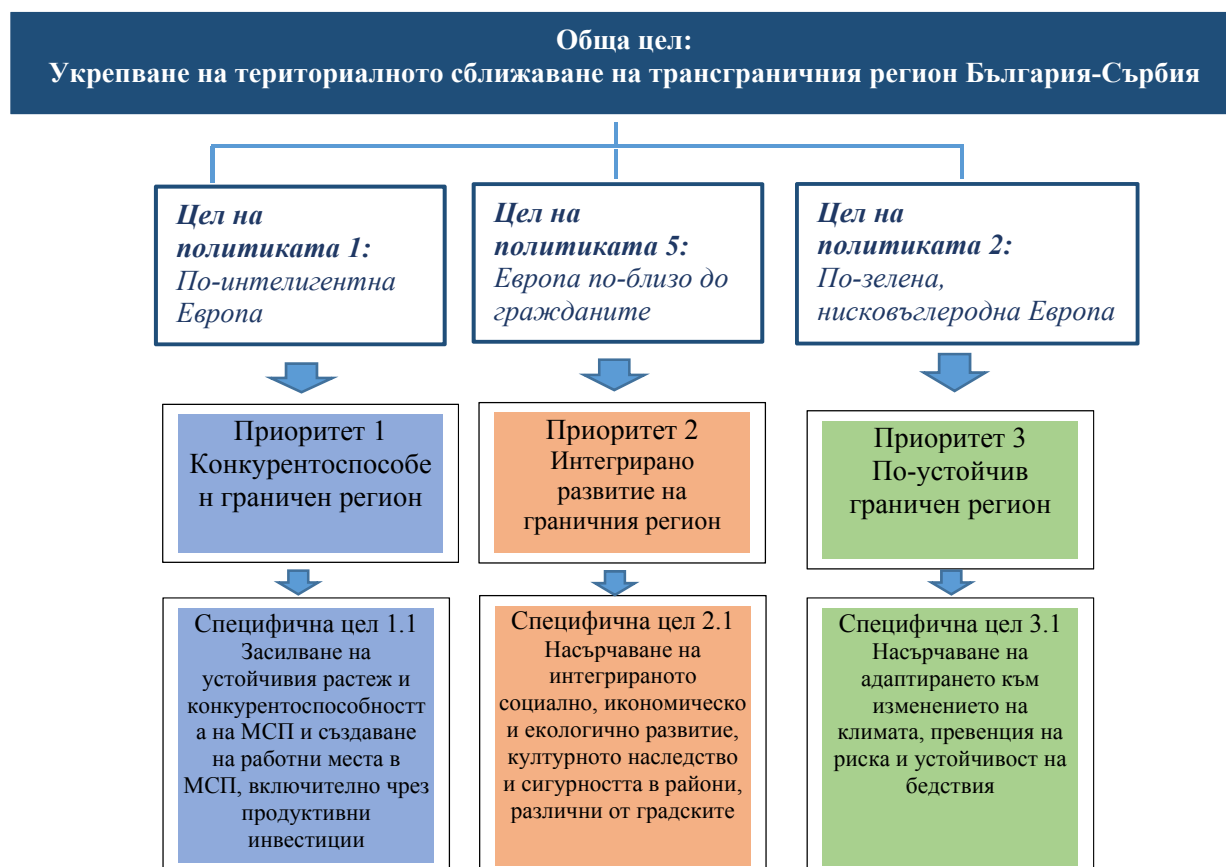 Обща цел:
Укрепване на териториалното сближаване на трансграничния регион България-Сърбия
Цел на
политиката 1:
По-интелигентна
Европа
Цел на
политиката 5:
Европа по-близо до
гражданите
Цел на
политиката 2:
По-зелена,
нисковъглеродна Европа
Приоритет 1
Конкурентоспособе
н граничен регион
Приоритет 2
Интегрирано
развитие на
граничния регион
Приоритет 3
По-устойчив
граничен регион
Специфична цел 1.1
Засилване на
устойчивия растеж и
конкурентоспособностт
а на МСП и създаване
на работни места в
МСП, включително чрез
продуктивни
инвестиции
Специфична цел 2.1
Насърчаване на
интегрираното
социално, икономическо
и екологично развитие,
културното наследство
и сигурността в райони,
различни от градските
Специфична цел 3.1
Насърчаване на
адаптирането към
изменението на
климата, превенция на
риска и устойчивост на
бедствия